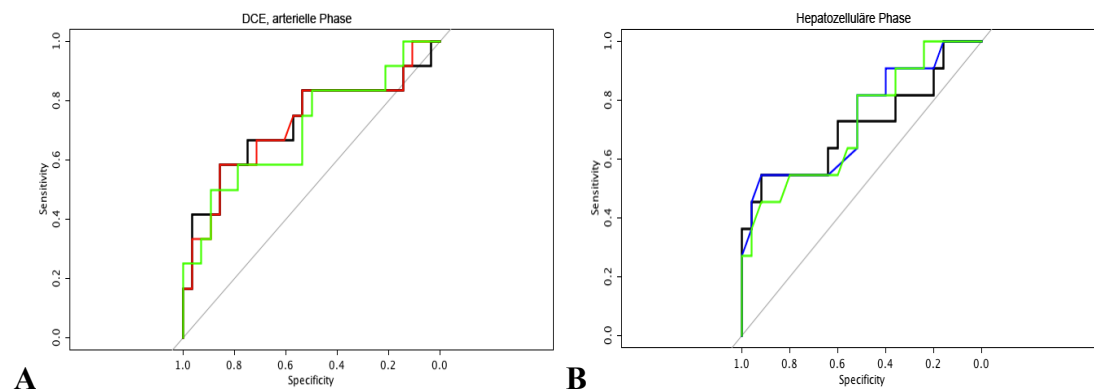 DCE, arterielle Phase
Sensitivity
0.0 0.2 0.4 0.6 0.8 1.0
1.0 0.8 0.6 0.4 0.2 0.0
Specificity
A
Hepatozelluläre Phase
Sensitivity
0.0 0.2 0.4 0.6 0.8 1.0
1.0 0.8 0.6 0.4 0.2 0.0
Specificity
B